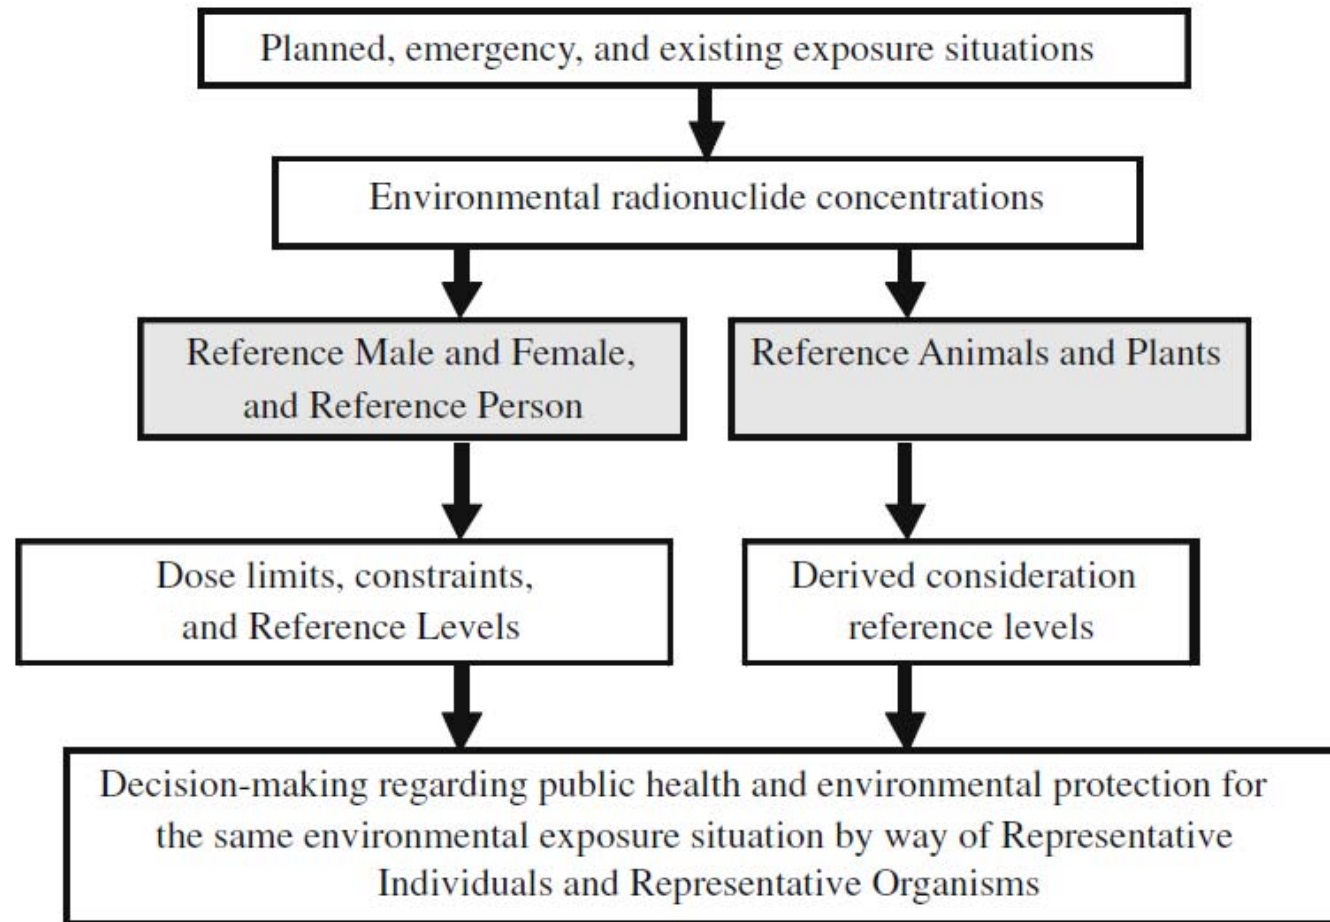 Planned, emergency, and existing exposure situations
Environmental radionuclide concentrations
Reference Male and Female,
and Reference Person
Reference Animals and Plants
Dose limits, constraints,
and Reference Levels
Derived consideration
reference levels
Decision-making regarding public health and environmental protection for
the same environmental exposure situation by way of Representative
Individuals and Representative Organisms